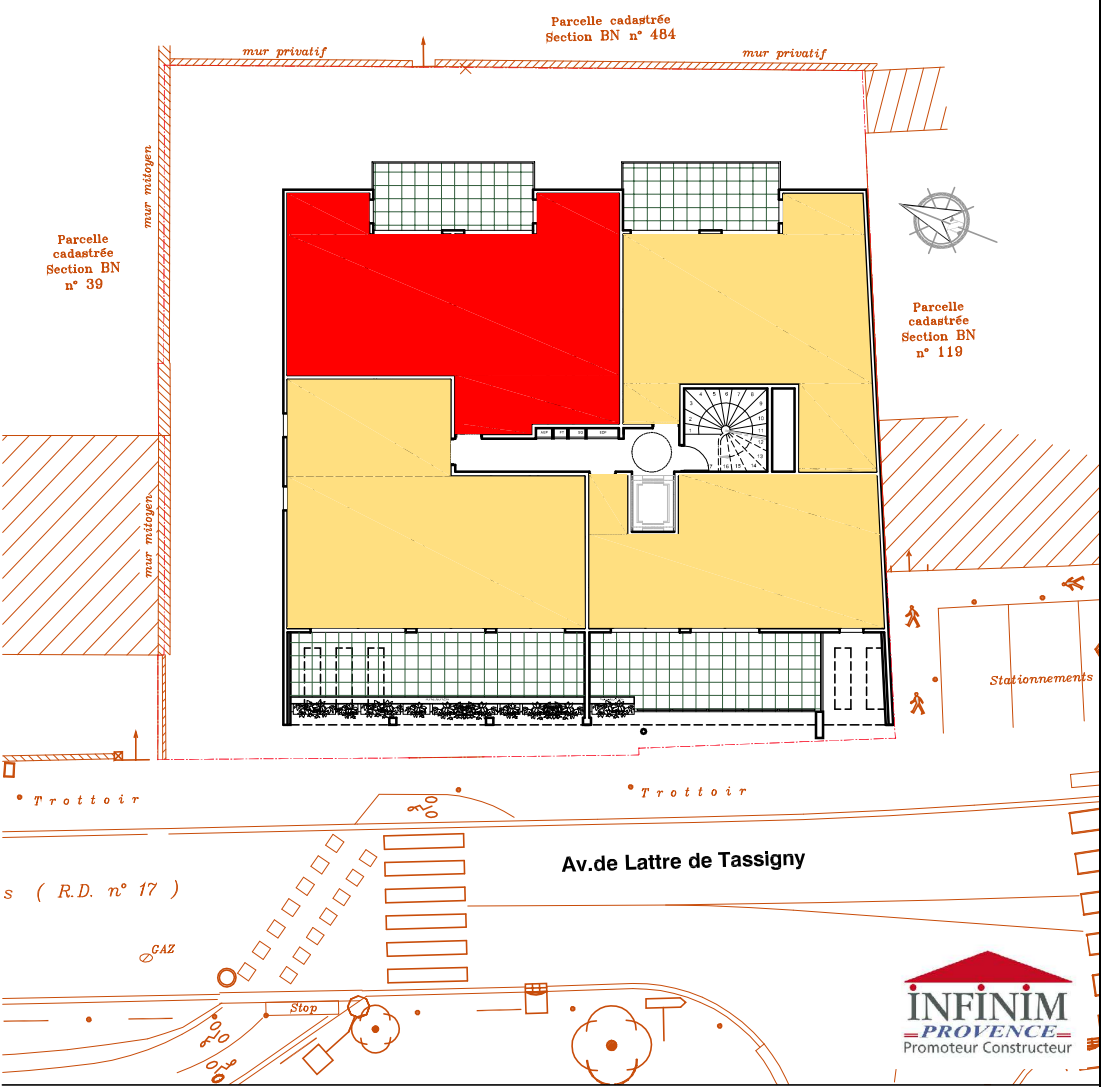 Parcelle cadastrée
Section BN n° 484
mur privatif
mur privatif
mur mitoyen
Parcelle
cadastrée
Section BN
n° 39
Parcelle
cadastrée
Section BN
n° 119
mur mitoyen
Stationnements
Trottoir
Trottoir
Av.de Lattre de Tassigny
s ( R.D. n° 17 )
GAZ
Stop
INFINIM
PROVENCE
Promoteur Constructeur